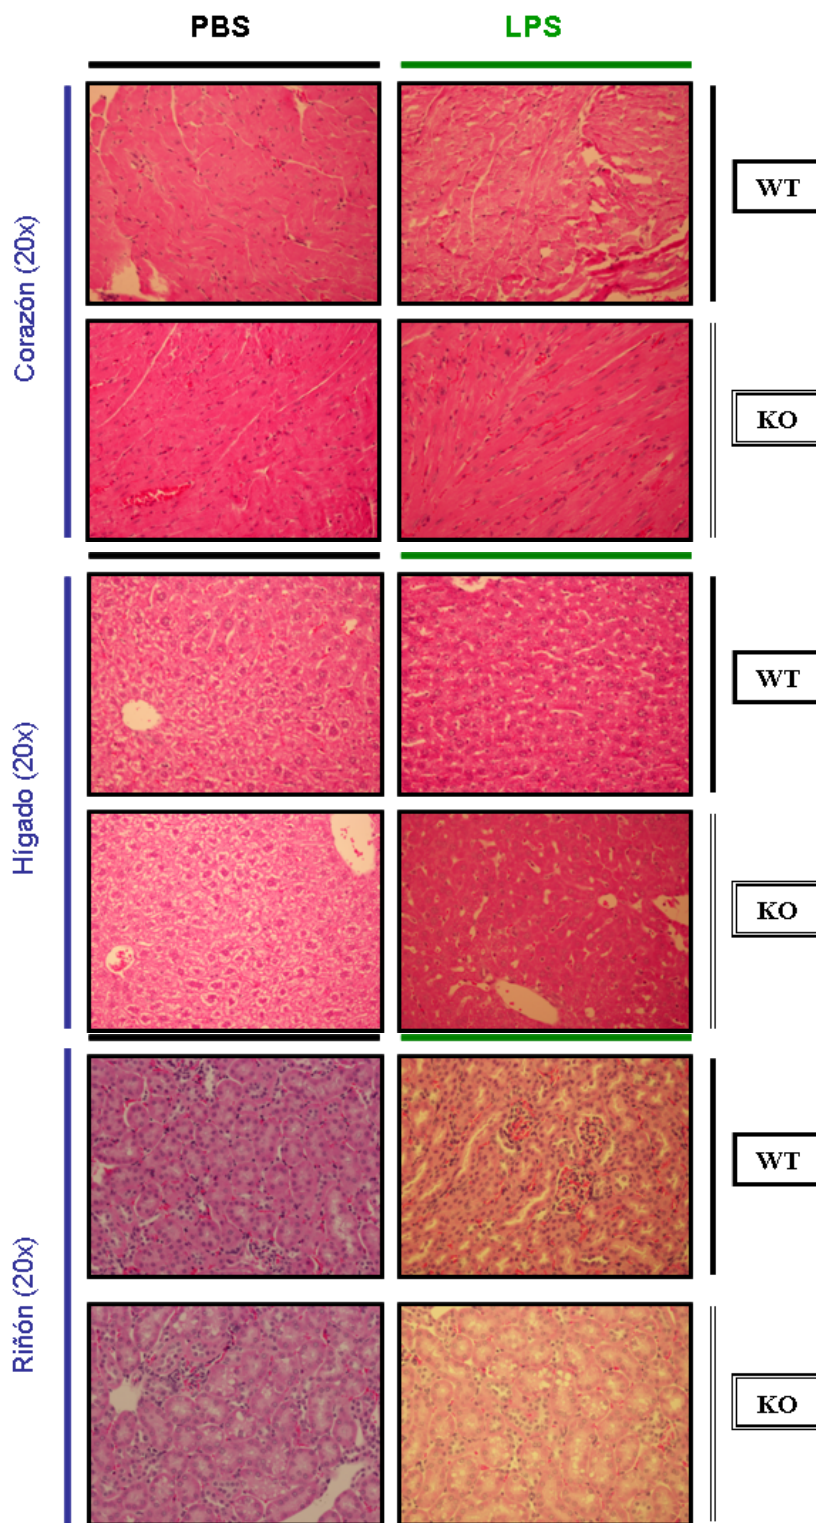 PBS
LPS
Corazón (20x)
WT
KO
Hígado (20x)
WT
KO
Riñón (20x)
WT
KO